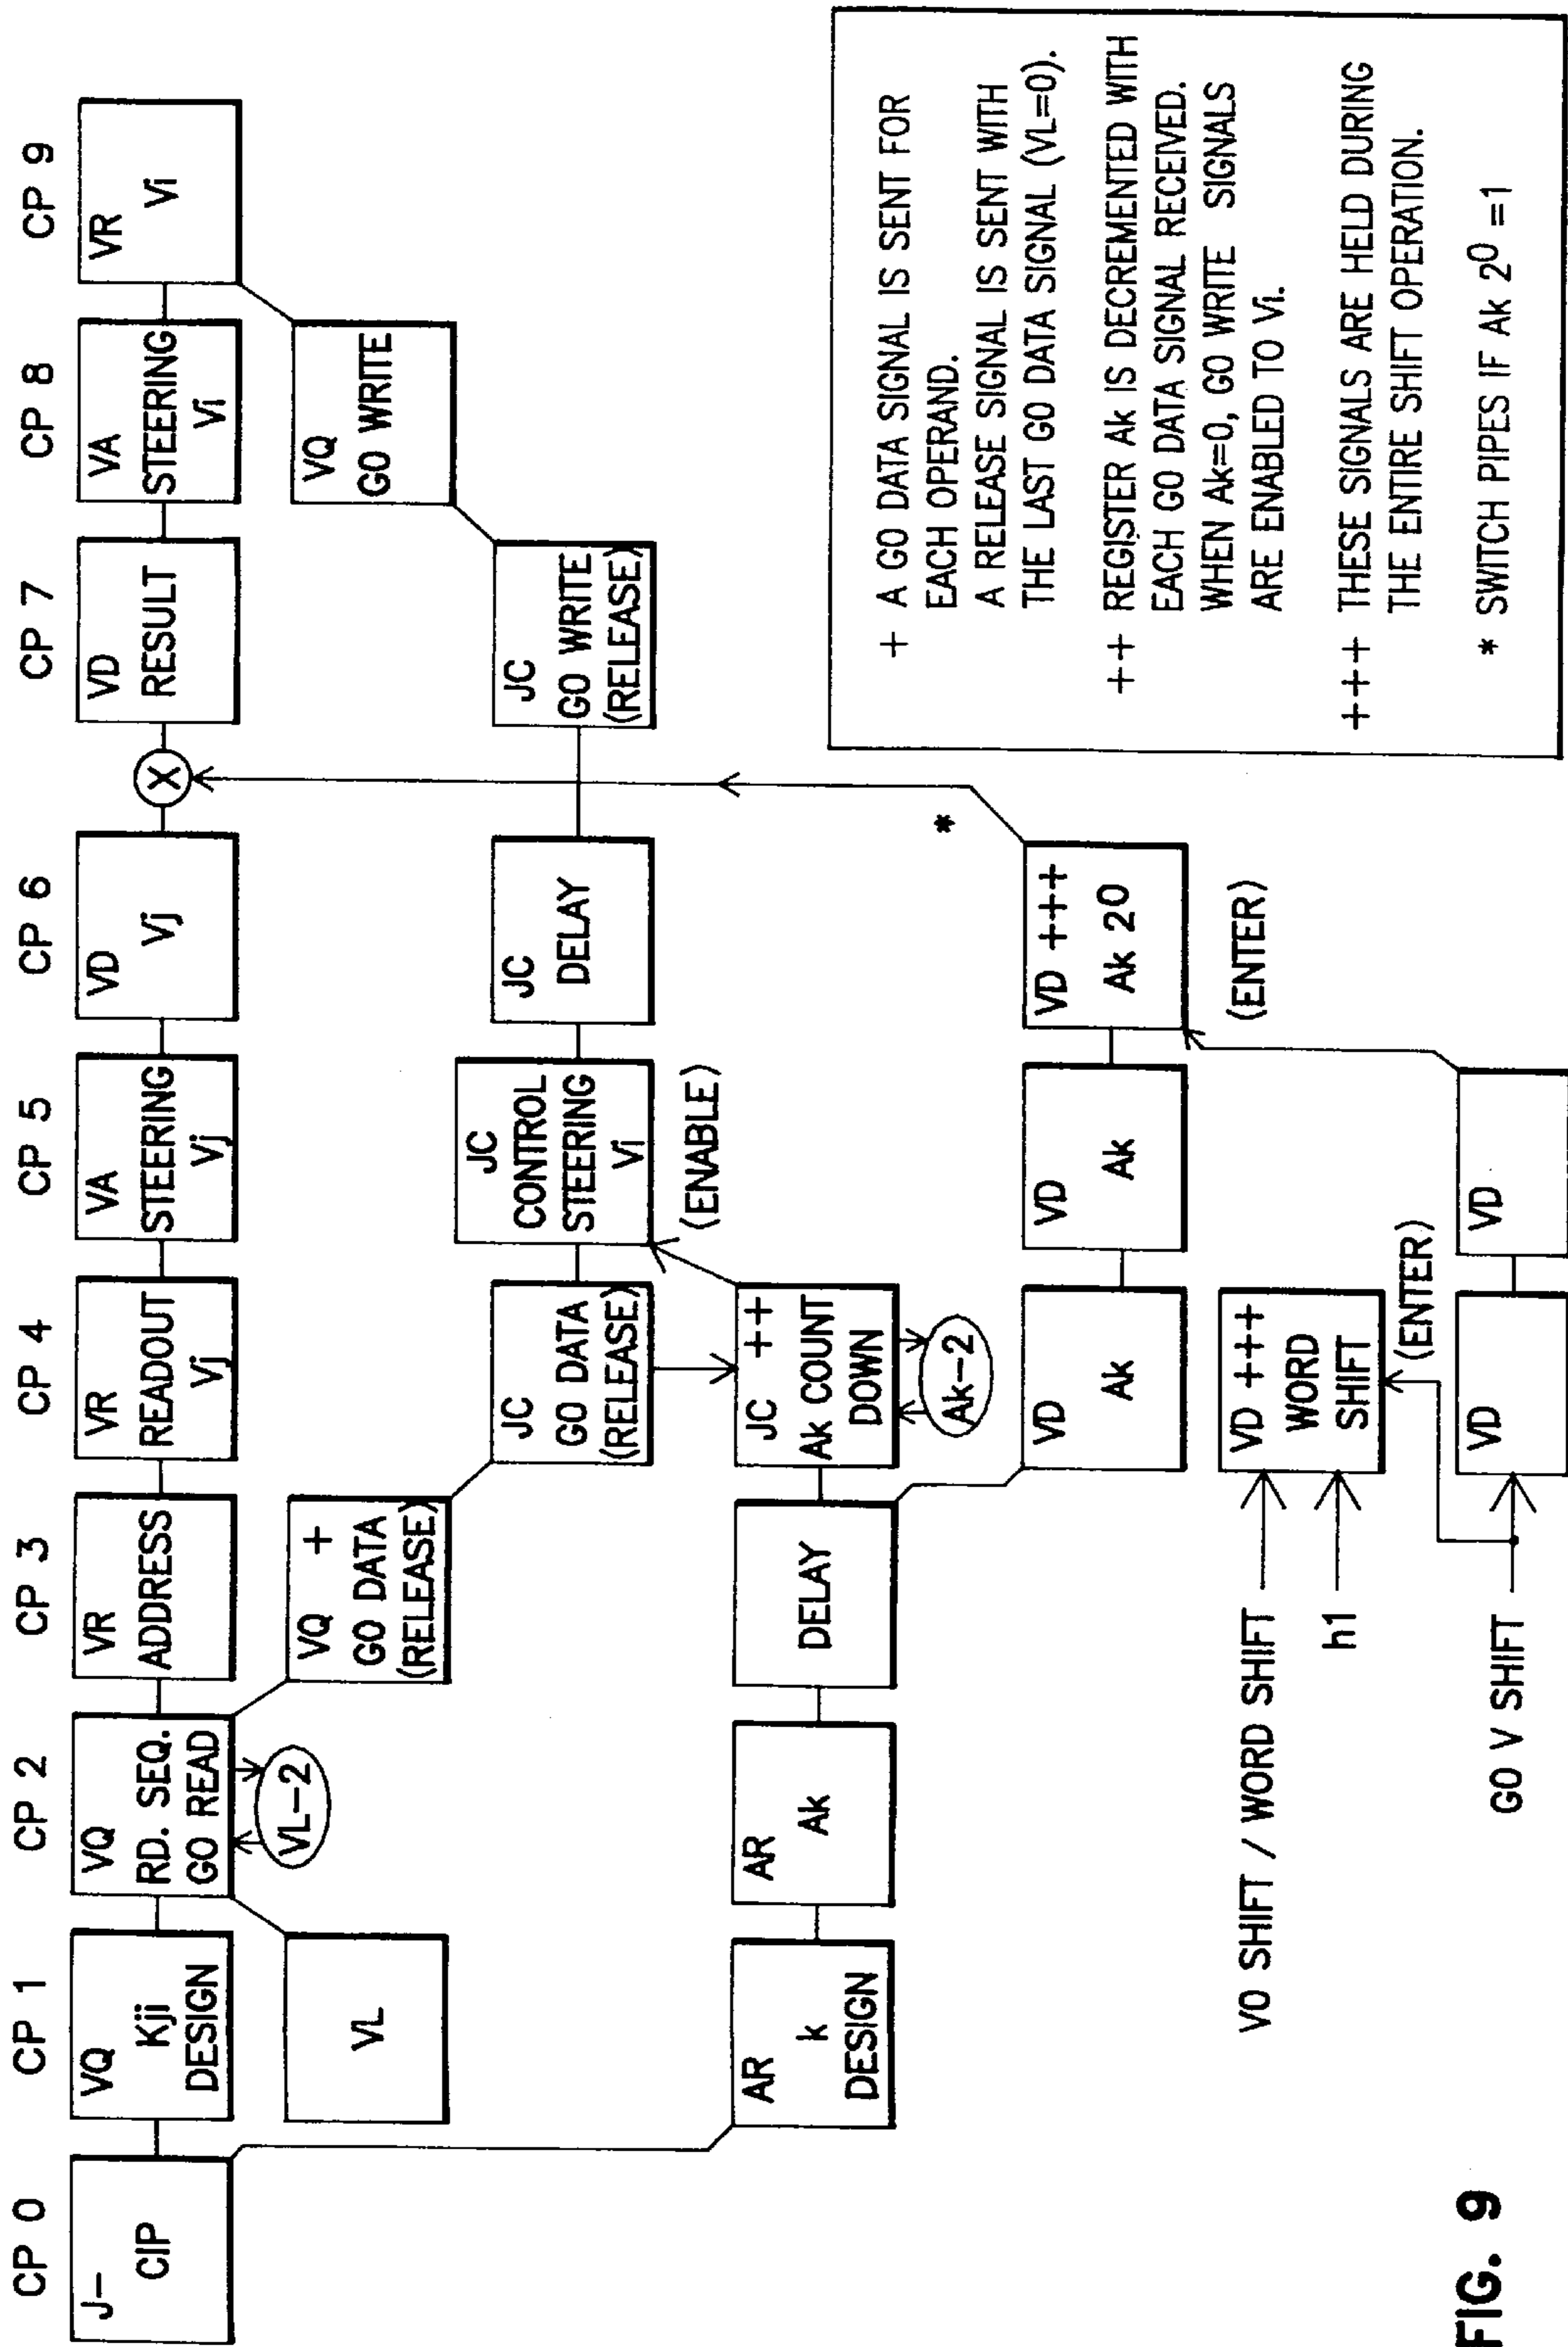 CP 0
CP 1
CP 2
CP 3
CP 4
CP 5
CP 6
CP 7
CP 8
CP 9
J-
CIP
VQ
Kji
DESIGN
VQ
RD. SEQ.
GO READ
VR
ADDRESS
VR
READOUT
Vj
VA
STEERING
Vj
VD
Vj
X
VD
RESULT
VA
STEERING
Vi
VR
Vi
VL
VL-2
VQ +
GO DATA
(RELEASE)
VQ
GO WRITE
JC
GO DATA
(RELEASE)
JC
CONTROL
STEERING
Vi
JC
DELAY
JC
GO WRITE
(RELEASE)
(ENABLE)
AR
k
DESIGN
AR
Ak
DELAY
JC ++
Ak COUNT
DOWN
Ak-2
VD
Ak
VD
Ak
VD +++
Ak 20
*
(ENTER)
VO SHIFT / WORD SHIFT
h1
VD +++
WORD
SHIFT
(ENTER)
GO V SHIFT
VD
VD
+ A GO DATA SIGNAL IS SENT FOR
EACH OPERAND.
A RELEASE SIGNAL IS SENT WITH
THE LAST GO DATA SIGNAL (VL=0).
++ REGISTER Ak IS DECREMENTED WITH
EACH GO DATA SIGNAL RECEIVED.
WHEN Ak=0, GO WRITE SIGNALS
ARE ENABLED TO Vi.
+++ THESE SIGNALS ARE HELD DURING
THE ENTIRE SHIFT OPERATION.
* SWITCH PIPES IF Ak 2⁰ =1
FIG. 9